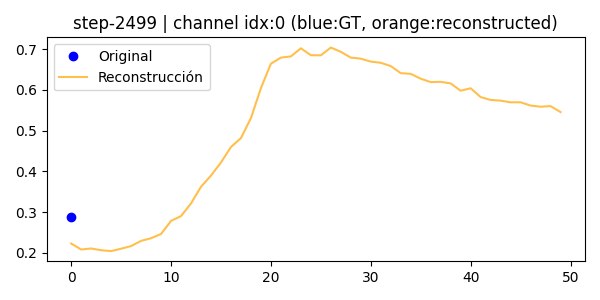 step-2499 | channel idx:0 (blue:GT, orange:reconstructed)
Original
Reconstrucción
0.7
0.6
0.5
0.4
0.3
0.2
0 10 20 30 40 50